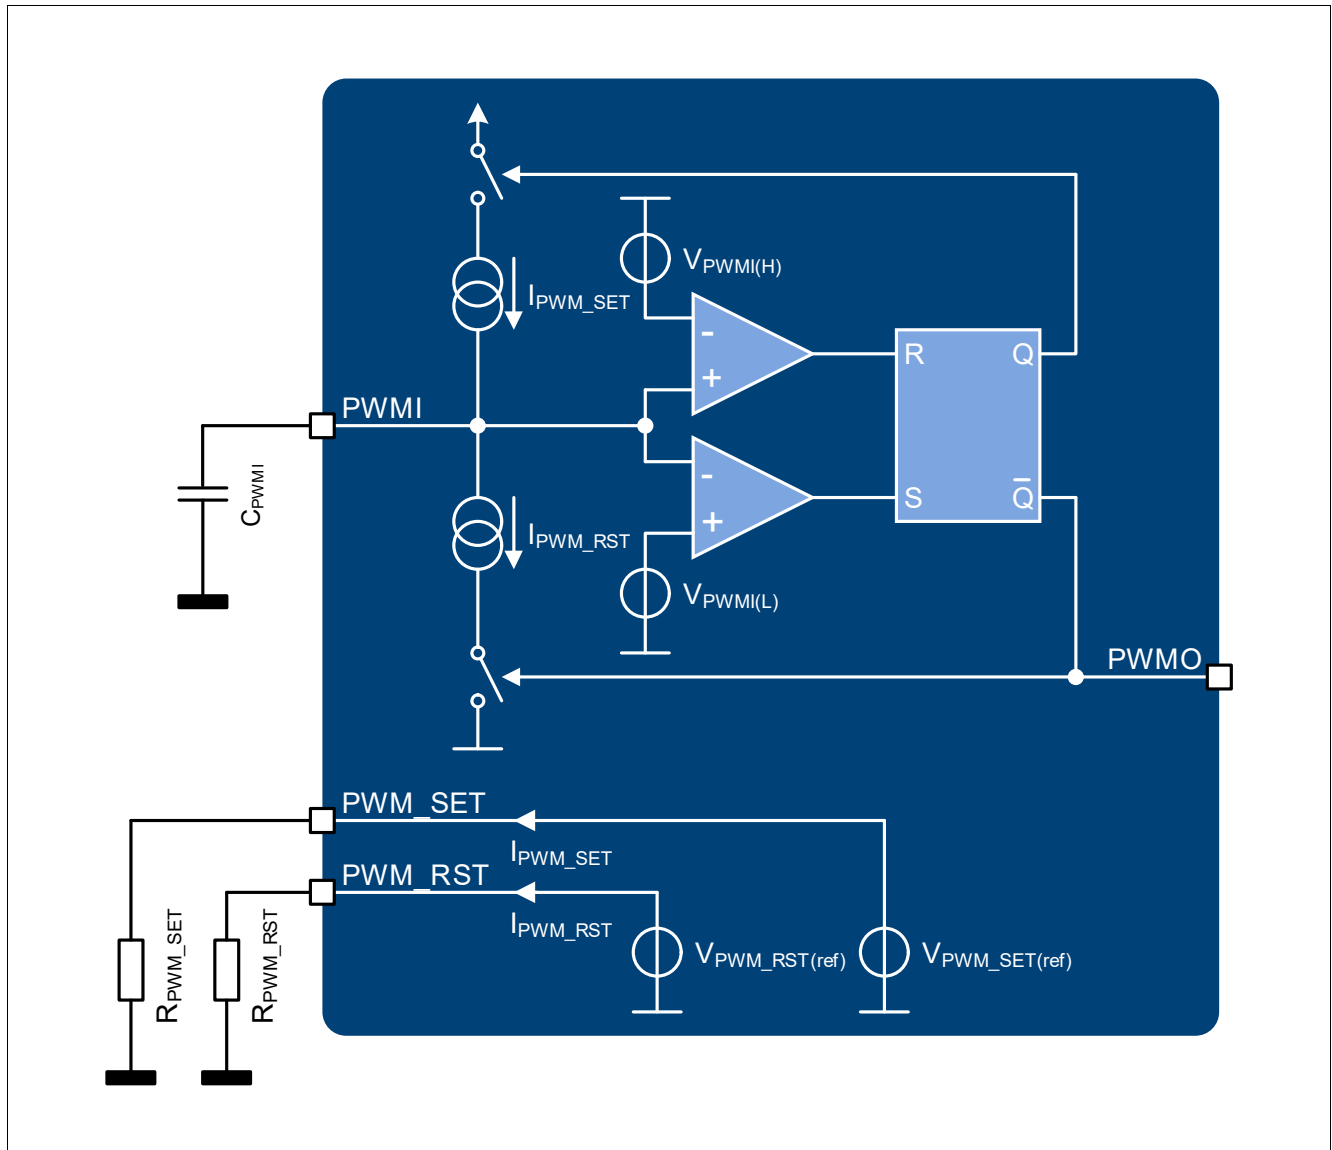 V_PWMI(H)
I_PWM_SET
-
+
R
Q
PWMI
C_PWMI
I_PWM_RST
-
+
S
Q̅
V_PWMI(L)
PWMO
PWM_SET
I_PWM_SET
PWM_RST
I_PWM_RST
R_PWM_SET
R_PWM_RST
V_PWM_RST(ref)
V_PWM_SET(ref)